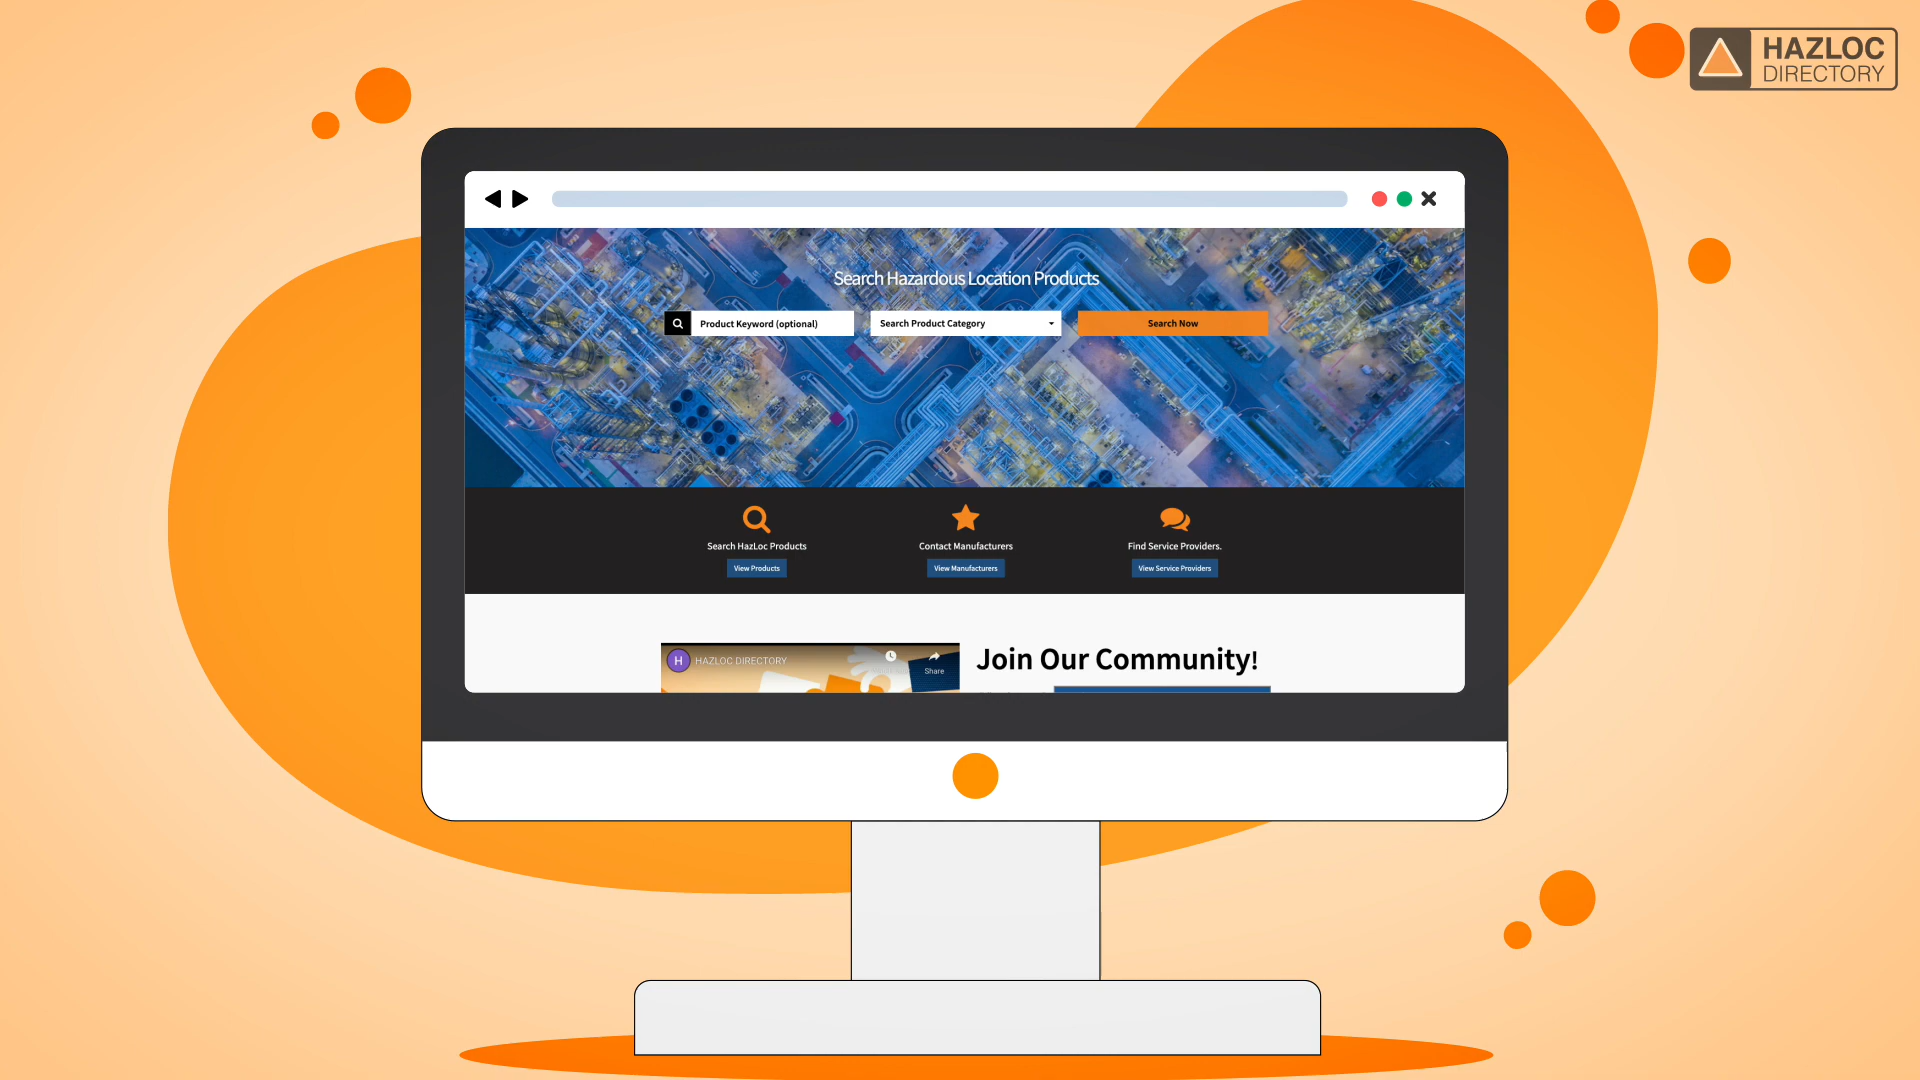 HAZLOC
DIRECTORY
Search Hazardous Location Products
Product Keyword (optional)
Search Product Category
Search Now
Search HazLoc Products
Contact Manufacturers
Find Service Providers.
View Products
View Manufacturers
View Service Providers
H
HAZLOC DIRECTORY
Share
Join Our Community!